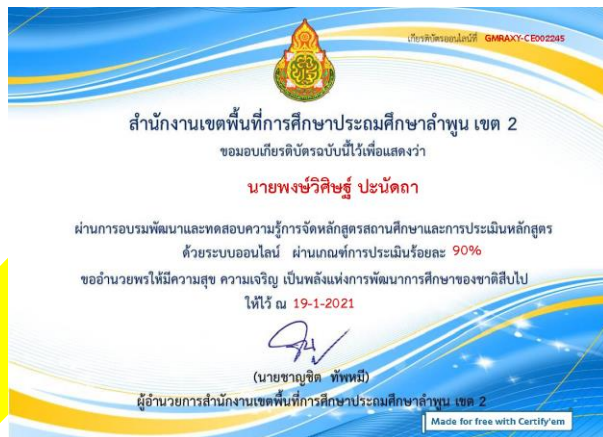 เกียรติบัตรออนไลน์ที่ GMRAXY-CE002245
สำนักงานเขตพื้นที่การศึกษาประถมศึกษาลำพูน เขต 2
ขอมอบเกียรติบัตรฉบับนี้ไว้เพื่อแสดงว่า
นายพงษ์วิศิษฐ์ ปะนัดถา
ผ่านการอบรมพัฒนาและทดสอบความรู้การจัดหลักสูตรสถานศึกษาและการประเมินหลักสูตร
ด้วยระบบออนไลน์ ผ่านเกณฑ์การประเมินร้อยละ 90%
ขออำนวยพรให้มีความสุข ความเจริญ เป็นพลังแห่งการพัฒนาการศึกษาของชาติสืบไป
ให้ไว้ ณ 19-1-2021
(นายชาญชิต ทัพหมี)
ผู้อำนวยการสำนักงานเขตพื้นที่การศึกษาประถมศึกษาลำพูน เขต 2
Made for free with Certify'em